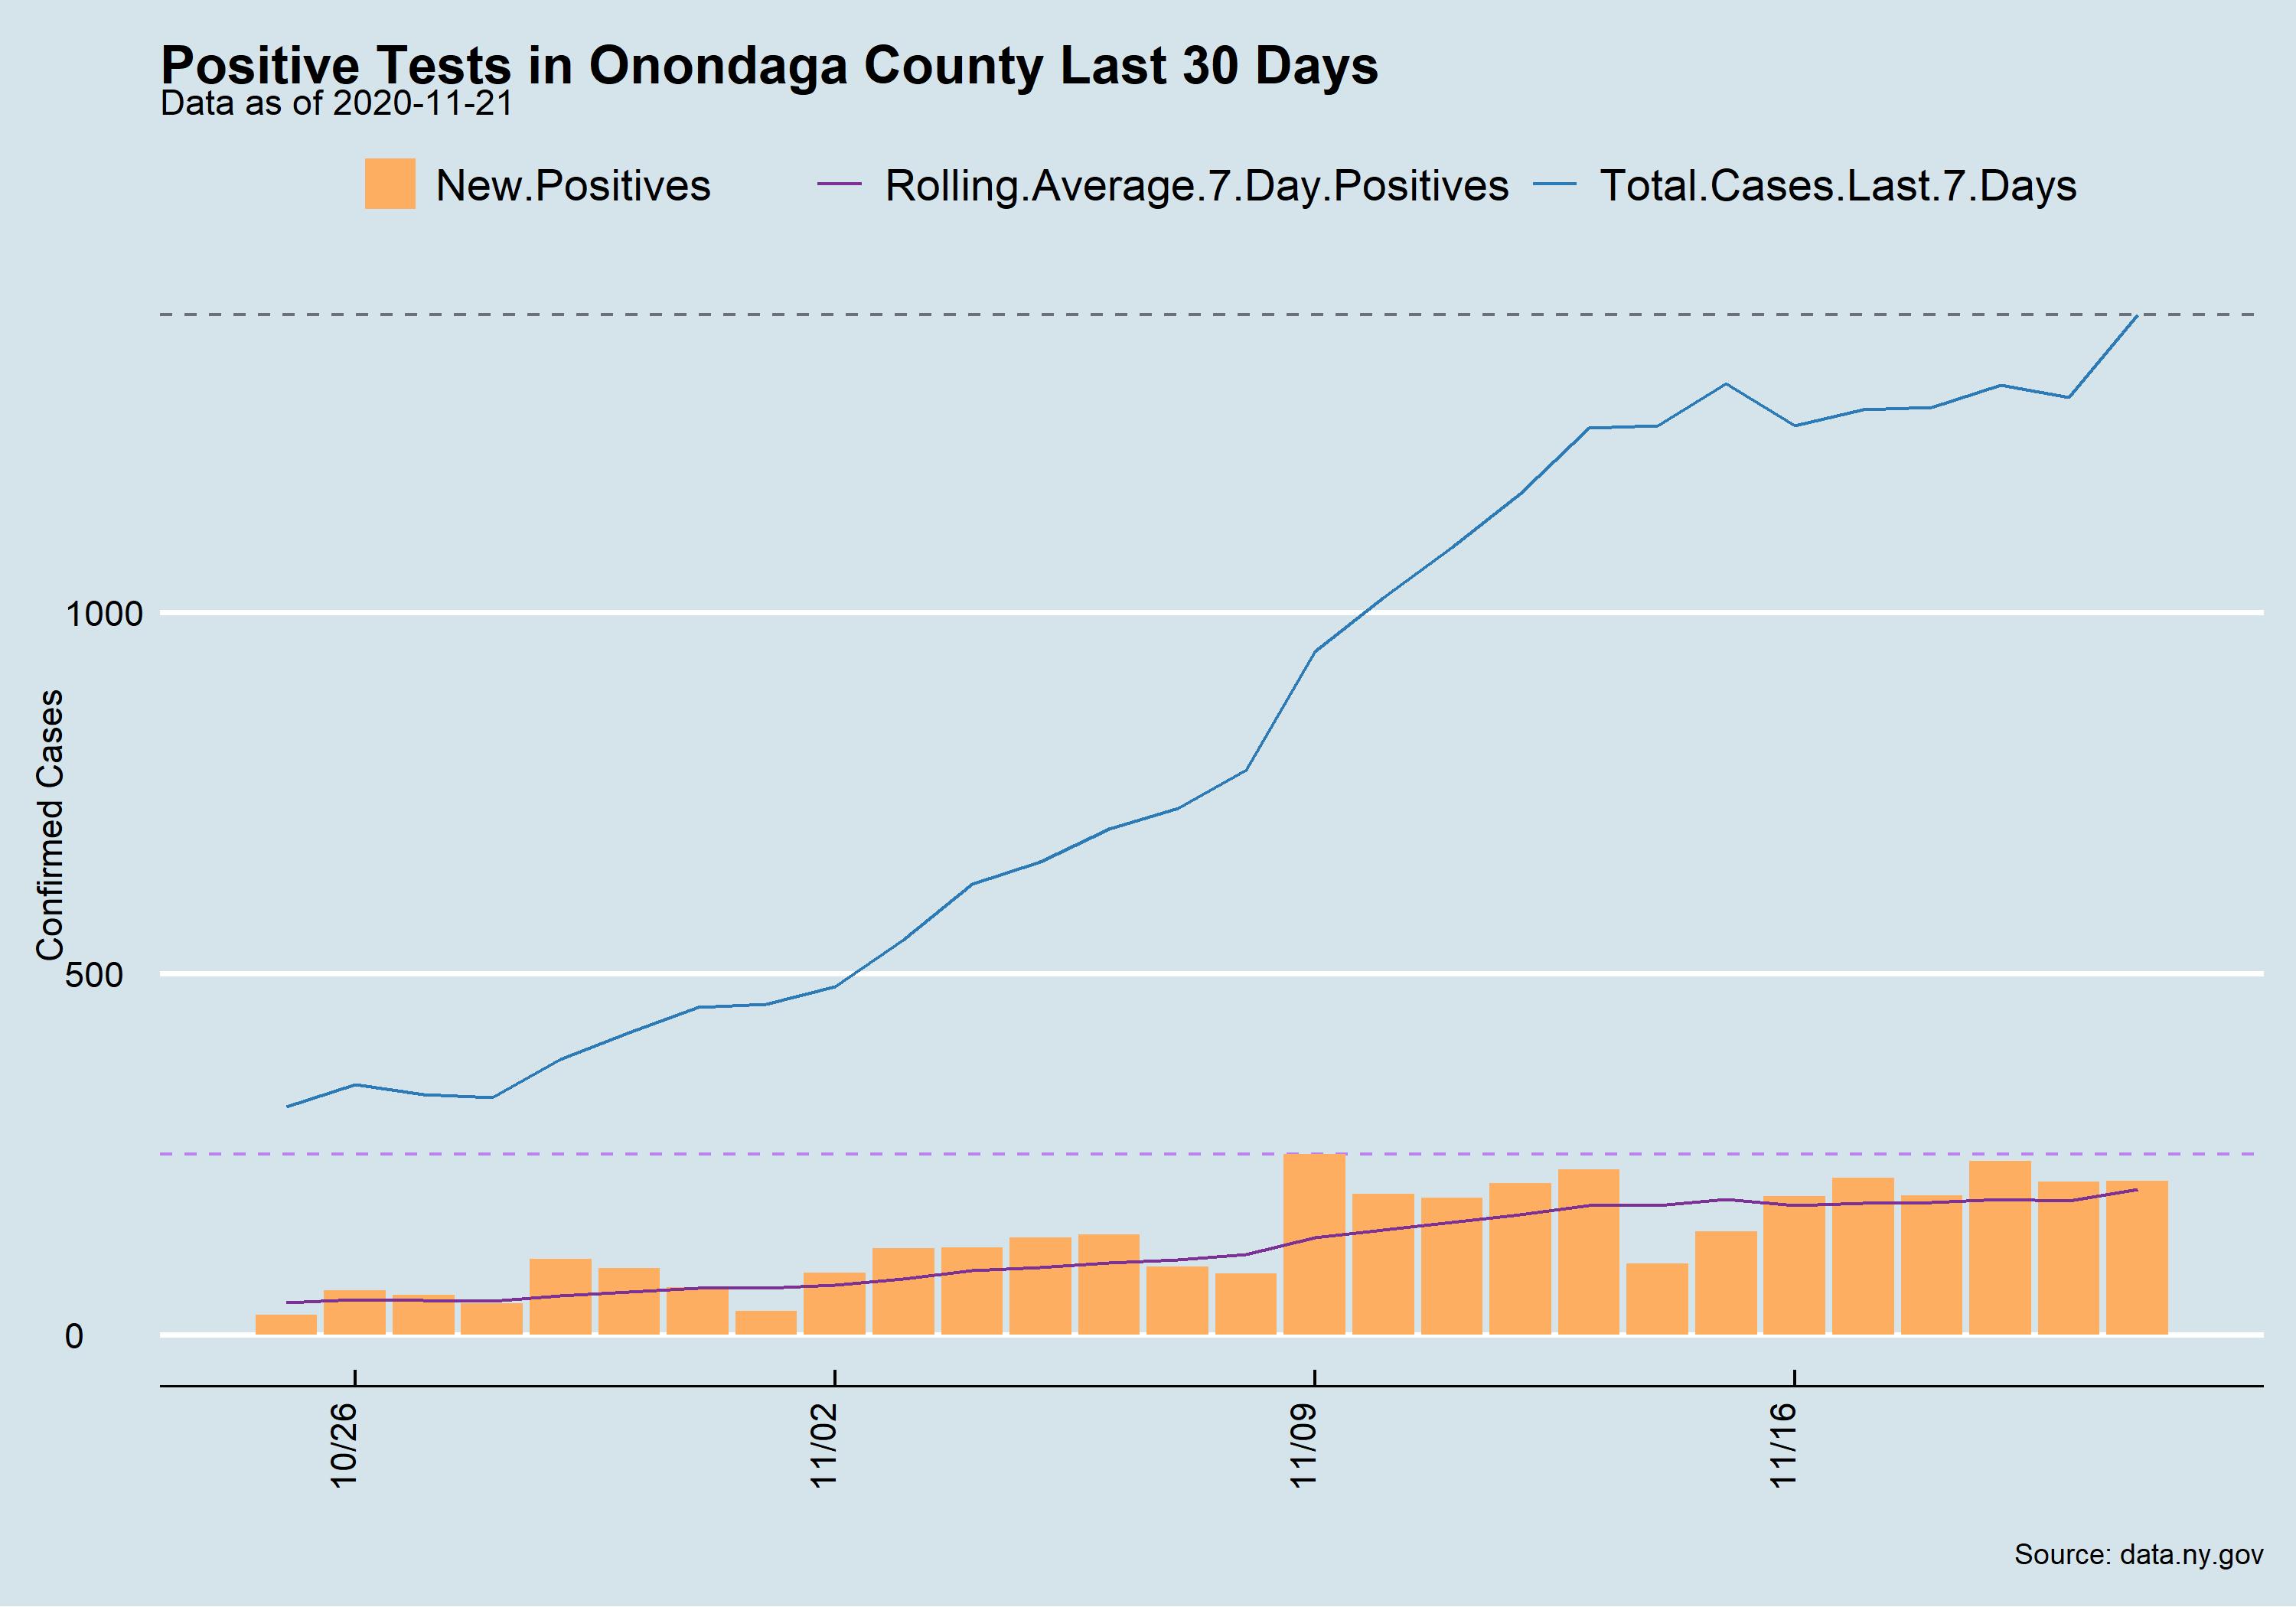 Positive Tests in Onondaga County Last 30 Days
Data as of 2020-11-21
New.Positives Rolling.Average.7.Day.Positives Total.Cases.Last.7.Days
Confirmed Cases
1000
500
0
10/26 11/02 11/09 11/16
Source: data.ny.gov